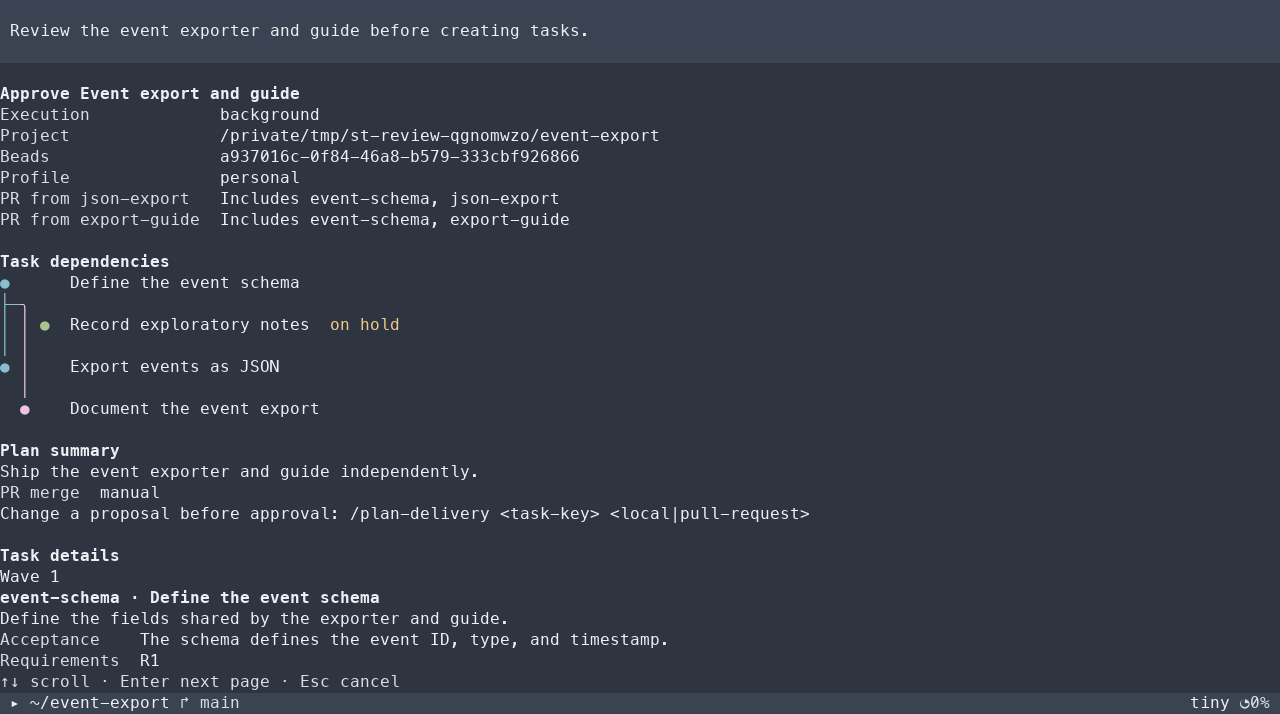 Review the event exporter and guide before creating tasks.
Approve Event export and guide
Execution background
Project /private/tmp/st-review-qgnomwzo/event-export
Beads a937016c-0f84-46a8-b579-333cbf926866
Profile personal
PR from json-export Includes event-schema, json-export
PR from export-guide Includes event-schema, export-guide
Task dependencies
● Define the event schema
● Record exploratory notes on hold
● Export events as JSON
● Document the event export
Plan summary
Ship the event exporter and guide independently.
PR merge manual
Change a proposal before approval: /plan-delivery <task-key> <local|pull-request>
Task details
Wave 1
event-schema · Define the event schema
Define the fields shared by the exporter and guide.
Acceptance The schema defines the event ID, type, and timestamp.
Requirements R1
↑↓ scroll · Enter next page · Esc cancel
▸ ~/event-export ↱ main tiny ◔0%